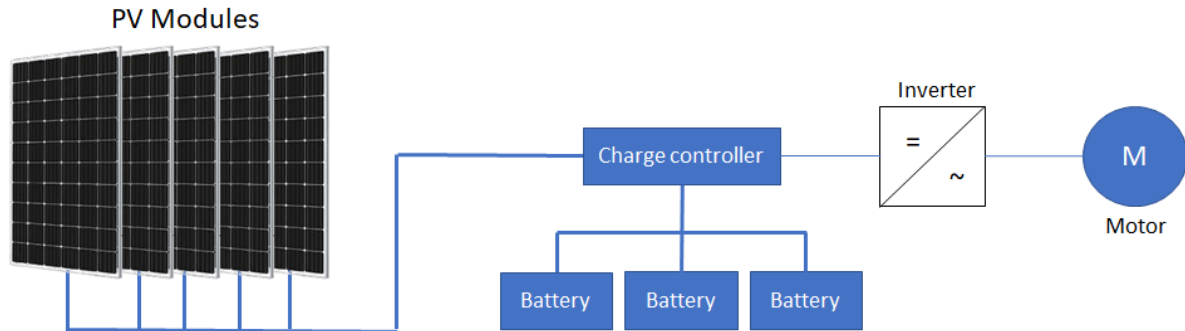 PV Modules
Inverter
Charge controller
=
~
M
Motor
Battery
Battery
Battery